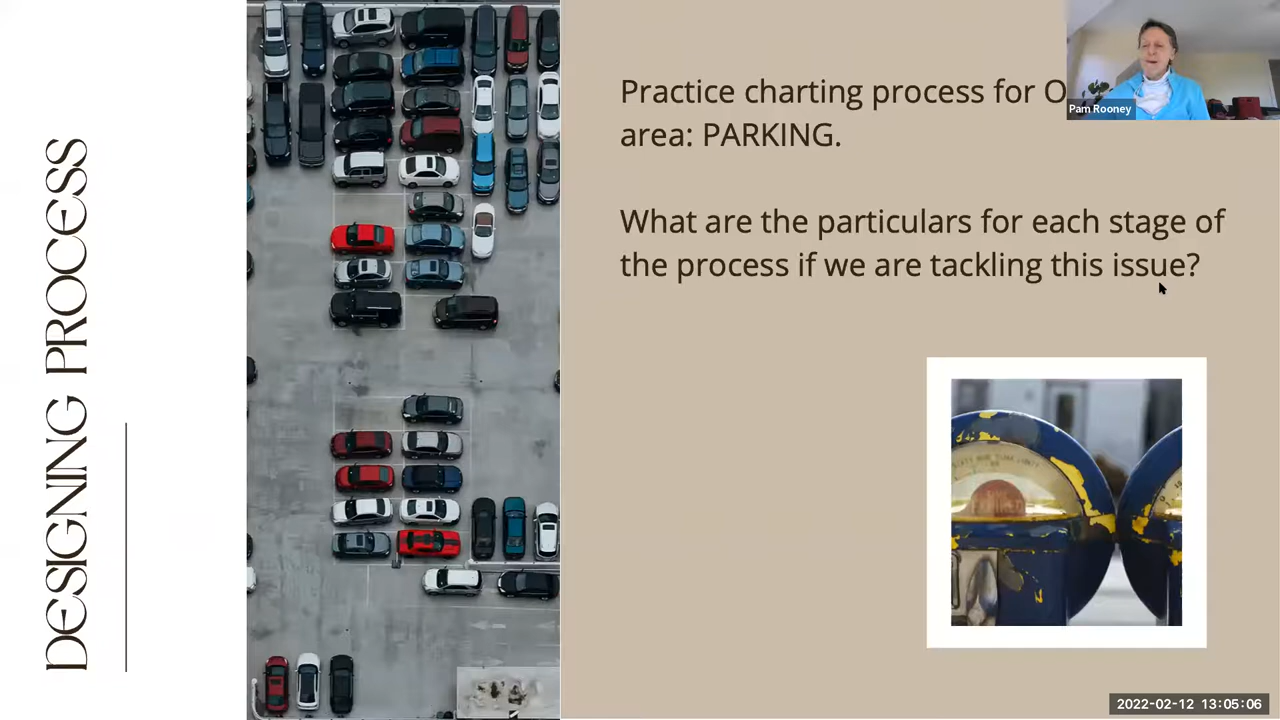 DESIGNING PROCESS
Practice charting process for O
area: PARKING.
What are the particulars for each stage of
the process if we are tackling this issue?
Pam Rooney
2022-02-12 13:05:06